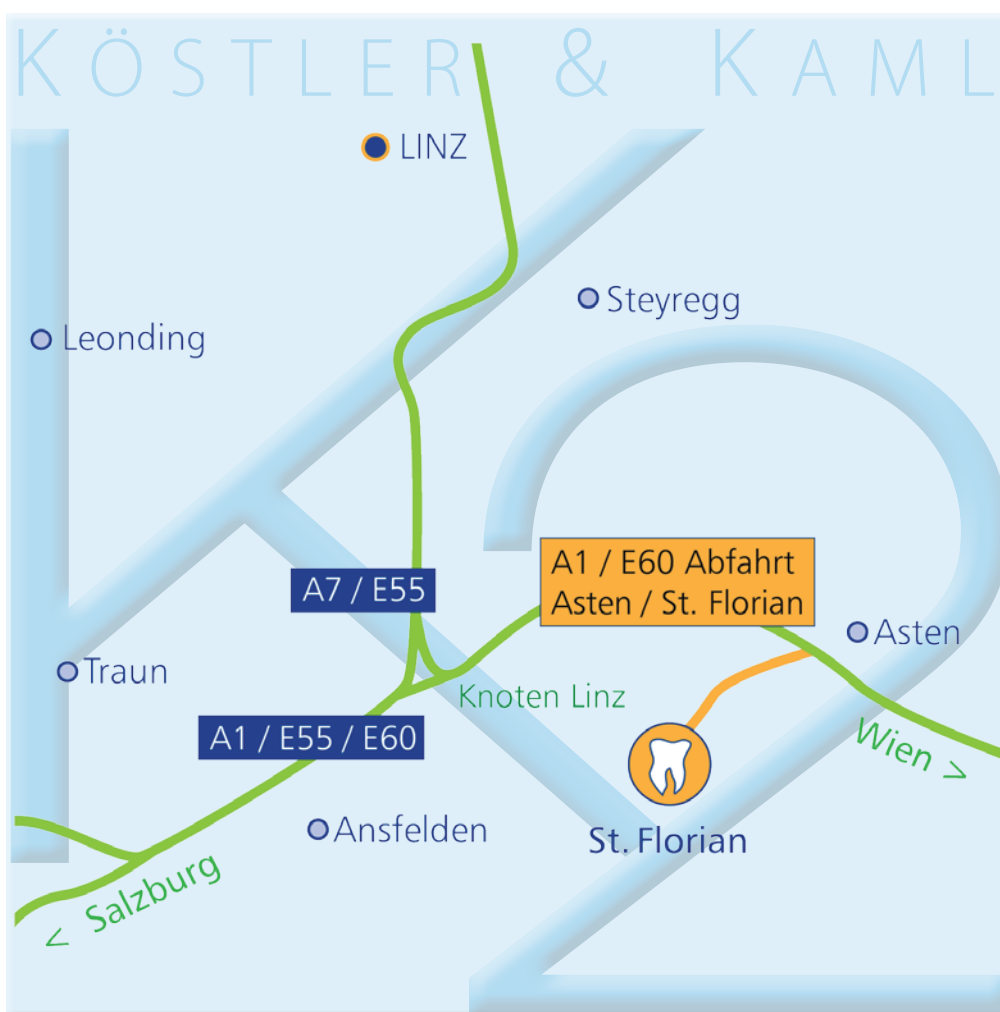 KÖSTLER & KAML
LINZ
Steyregg
Leonding
A1 / E60 Abfahrt
Asten / St. Florian
A7 / E55
Asten
Traun
Knoten Linz
A1 / E55 / E60
Wien >
Ansfelden
St. Florian
< Salzburg